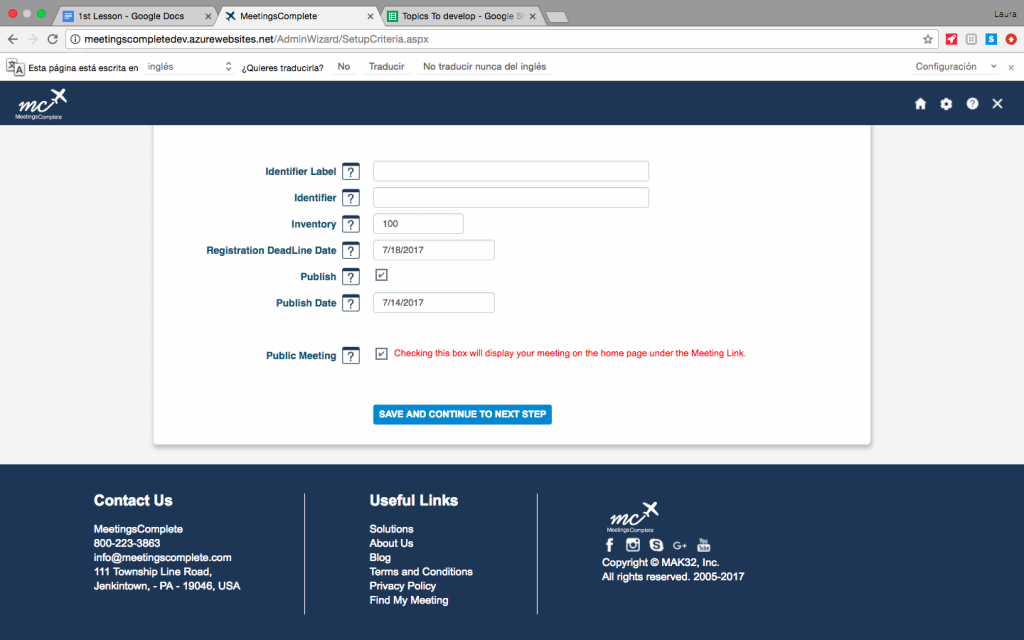 1st Lesson - Google Docs
MeetingsComplete
Topics To develop - Google S
Laura
meetingscompletedev.azurewebsites.net/AdminWizard/SetupCriteria.aspx
Esta página está escrita en inglés ¿Quieres traducirla? No Traducir No traducir nunca del inglés Configuración
mc
MeetingsComplete
Identifier Label ?
Identifier ?
Inventory ? 100
Registration DeadLine Date ? 7/18/2017
Publish ?
Publish Date ? 7/14/2017
Public Meeting ? Checking this box will display your meeting on the home page under the Meeting Link.
SAVE AND CONTINUE TO NEXT STEP
Contact Us
MeetingsComplete
800-223-3863
info@meetingscomplete.com
111 Township Line Road,
Jenkintown, - PA - 19046, USA
Useful Links
Solutions
About Us
Blog
Terms and Conditions
Privacy Policy
Find My Meeting
mc
MeetingsComplete
Copyright © MAK32, Inc.
All rights reserved. 2005-2017